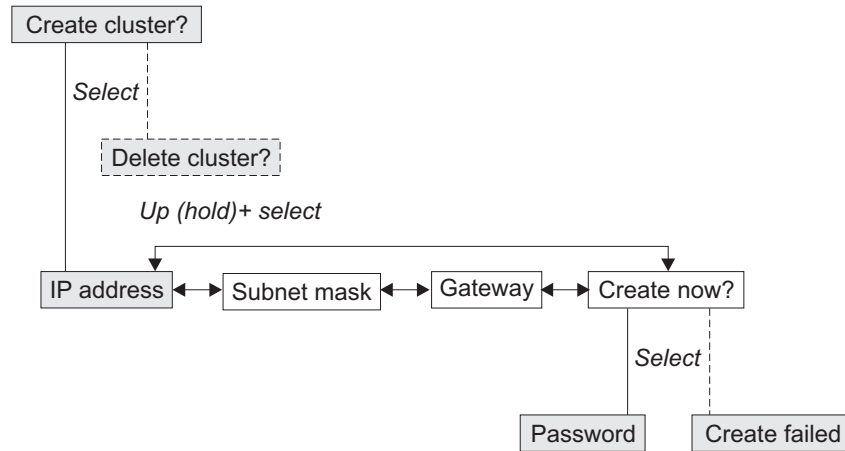 Create cluster?
Select
Delete cluster?
Up (hold)+ select
IP address
Subnet mask
Gateway
Create now?
Select
Password
Create failed